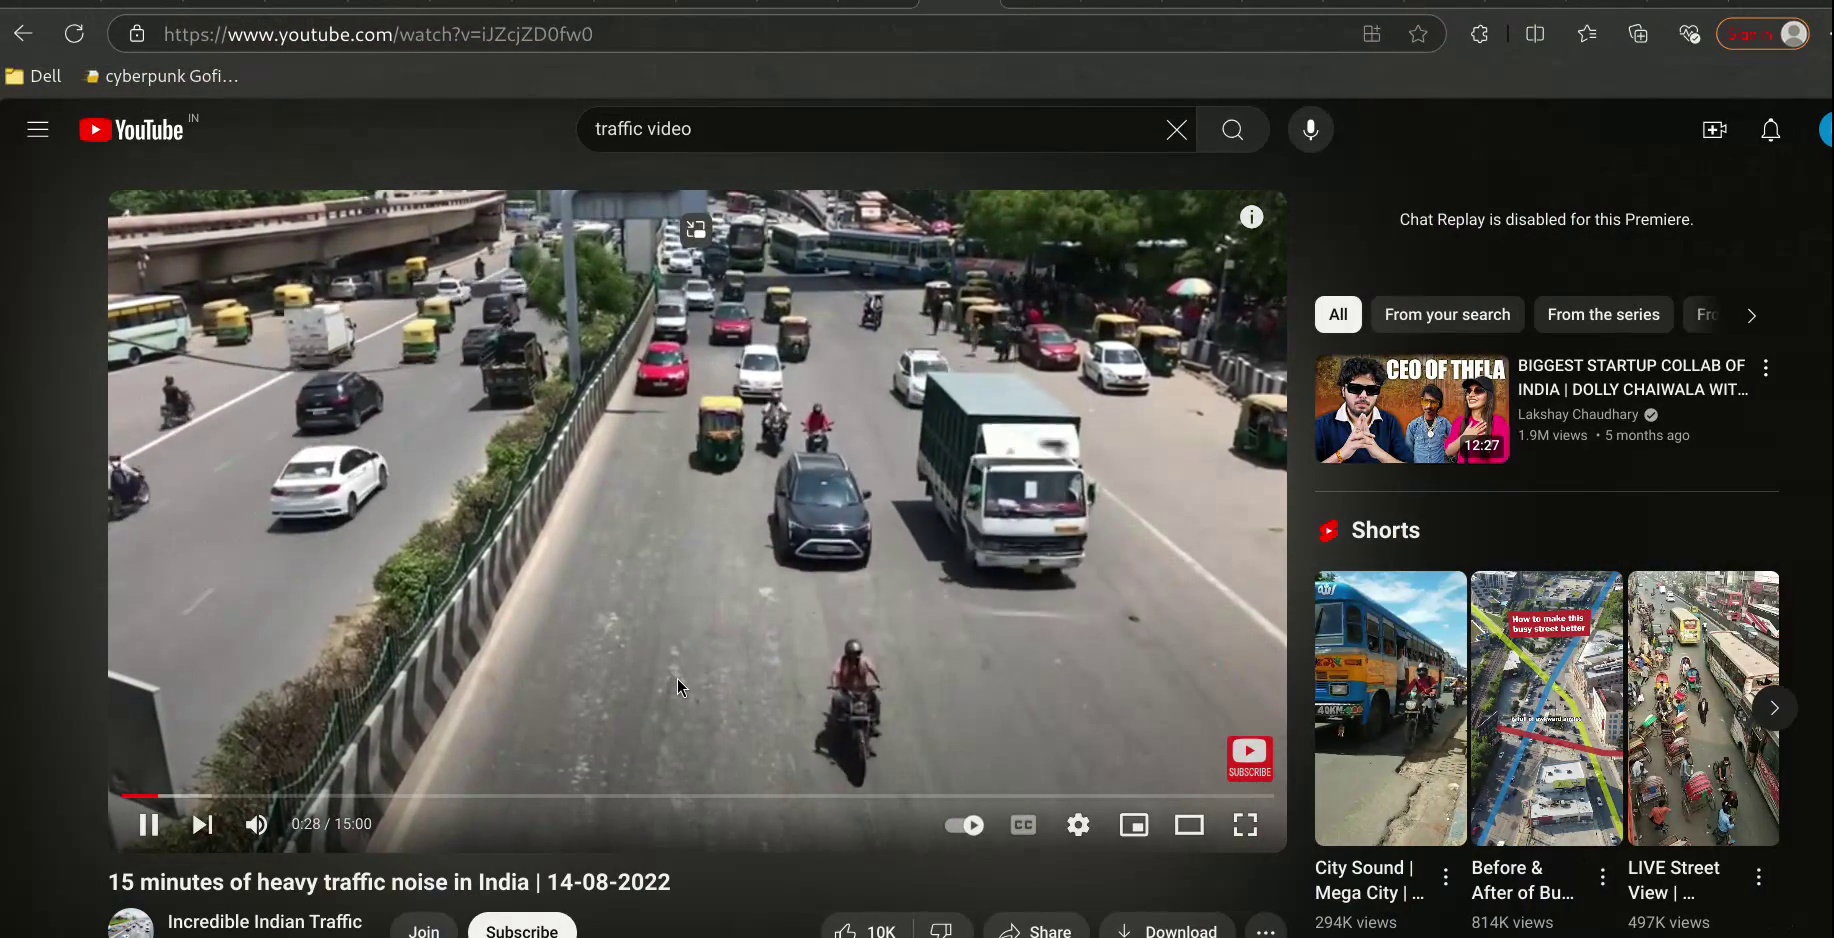 https://www.youtube.com/watch?v=iJZcjZD0fw0
Sign in
Dell
cyberpunk Gofi...
YouTube IN
traffic video
Chat Replay is disabled for this Premiere.
All
From your search
From the series
Fro
CEO OF THELA
12:27
BIGGEST STARTUP COLLAB OF
INDIA | DOLLY CHAIWALA WIT...
Lakshay Chaudhary
1.9M views • 5 months ago
Shorts
How to make this
busy street better
40KM
SUBSCRIBE
0:28 / 15:00
CC
15 minutes of heavy traffic noise in India | 14-08-2022
Incredible Indian Traffic
Join
Subscribe
10K
Share
Download
City Sound |
Mega City | ...
294K views
Before &
After of Bu...
814K views
LIVE Street
View | ...
497K views